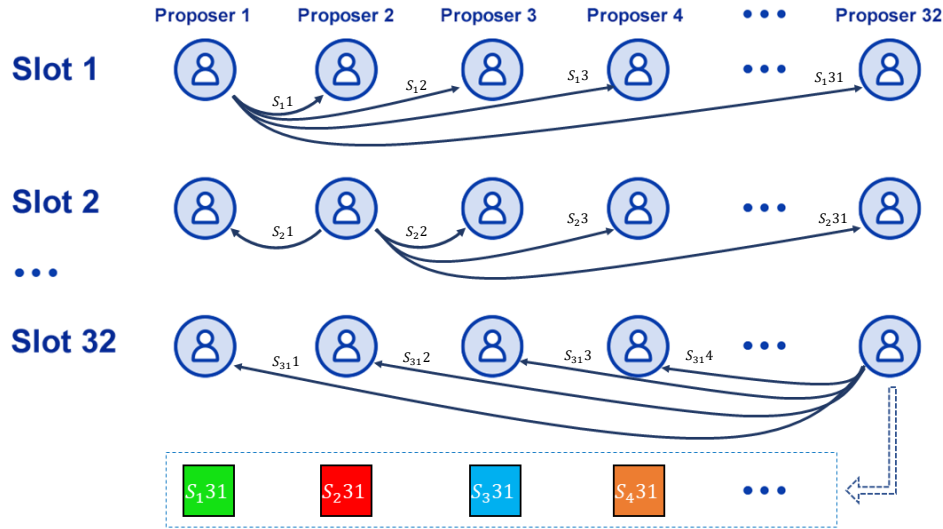 Proposer 1 Proposer 2 Proposer 3 Proposer 4 ••• Proposer 32
Slot 1 •••
S₁1 S₁2 S₁3 S₁31
Slot 2 •••
S₂1 S₂2 S₂3 S₂31
•••
Slot 32 •••
S₃₁1 S₃₁2 S₃₁3 S₃₁4
S₁31 S₂31 S₃31 S₄31 •••